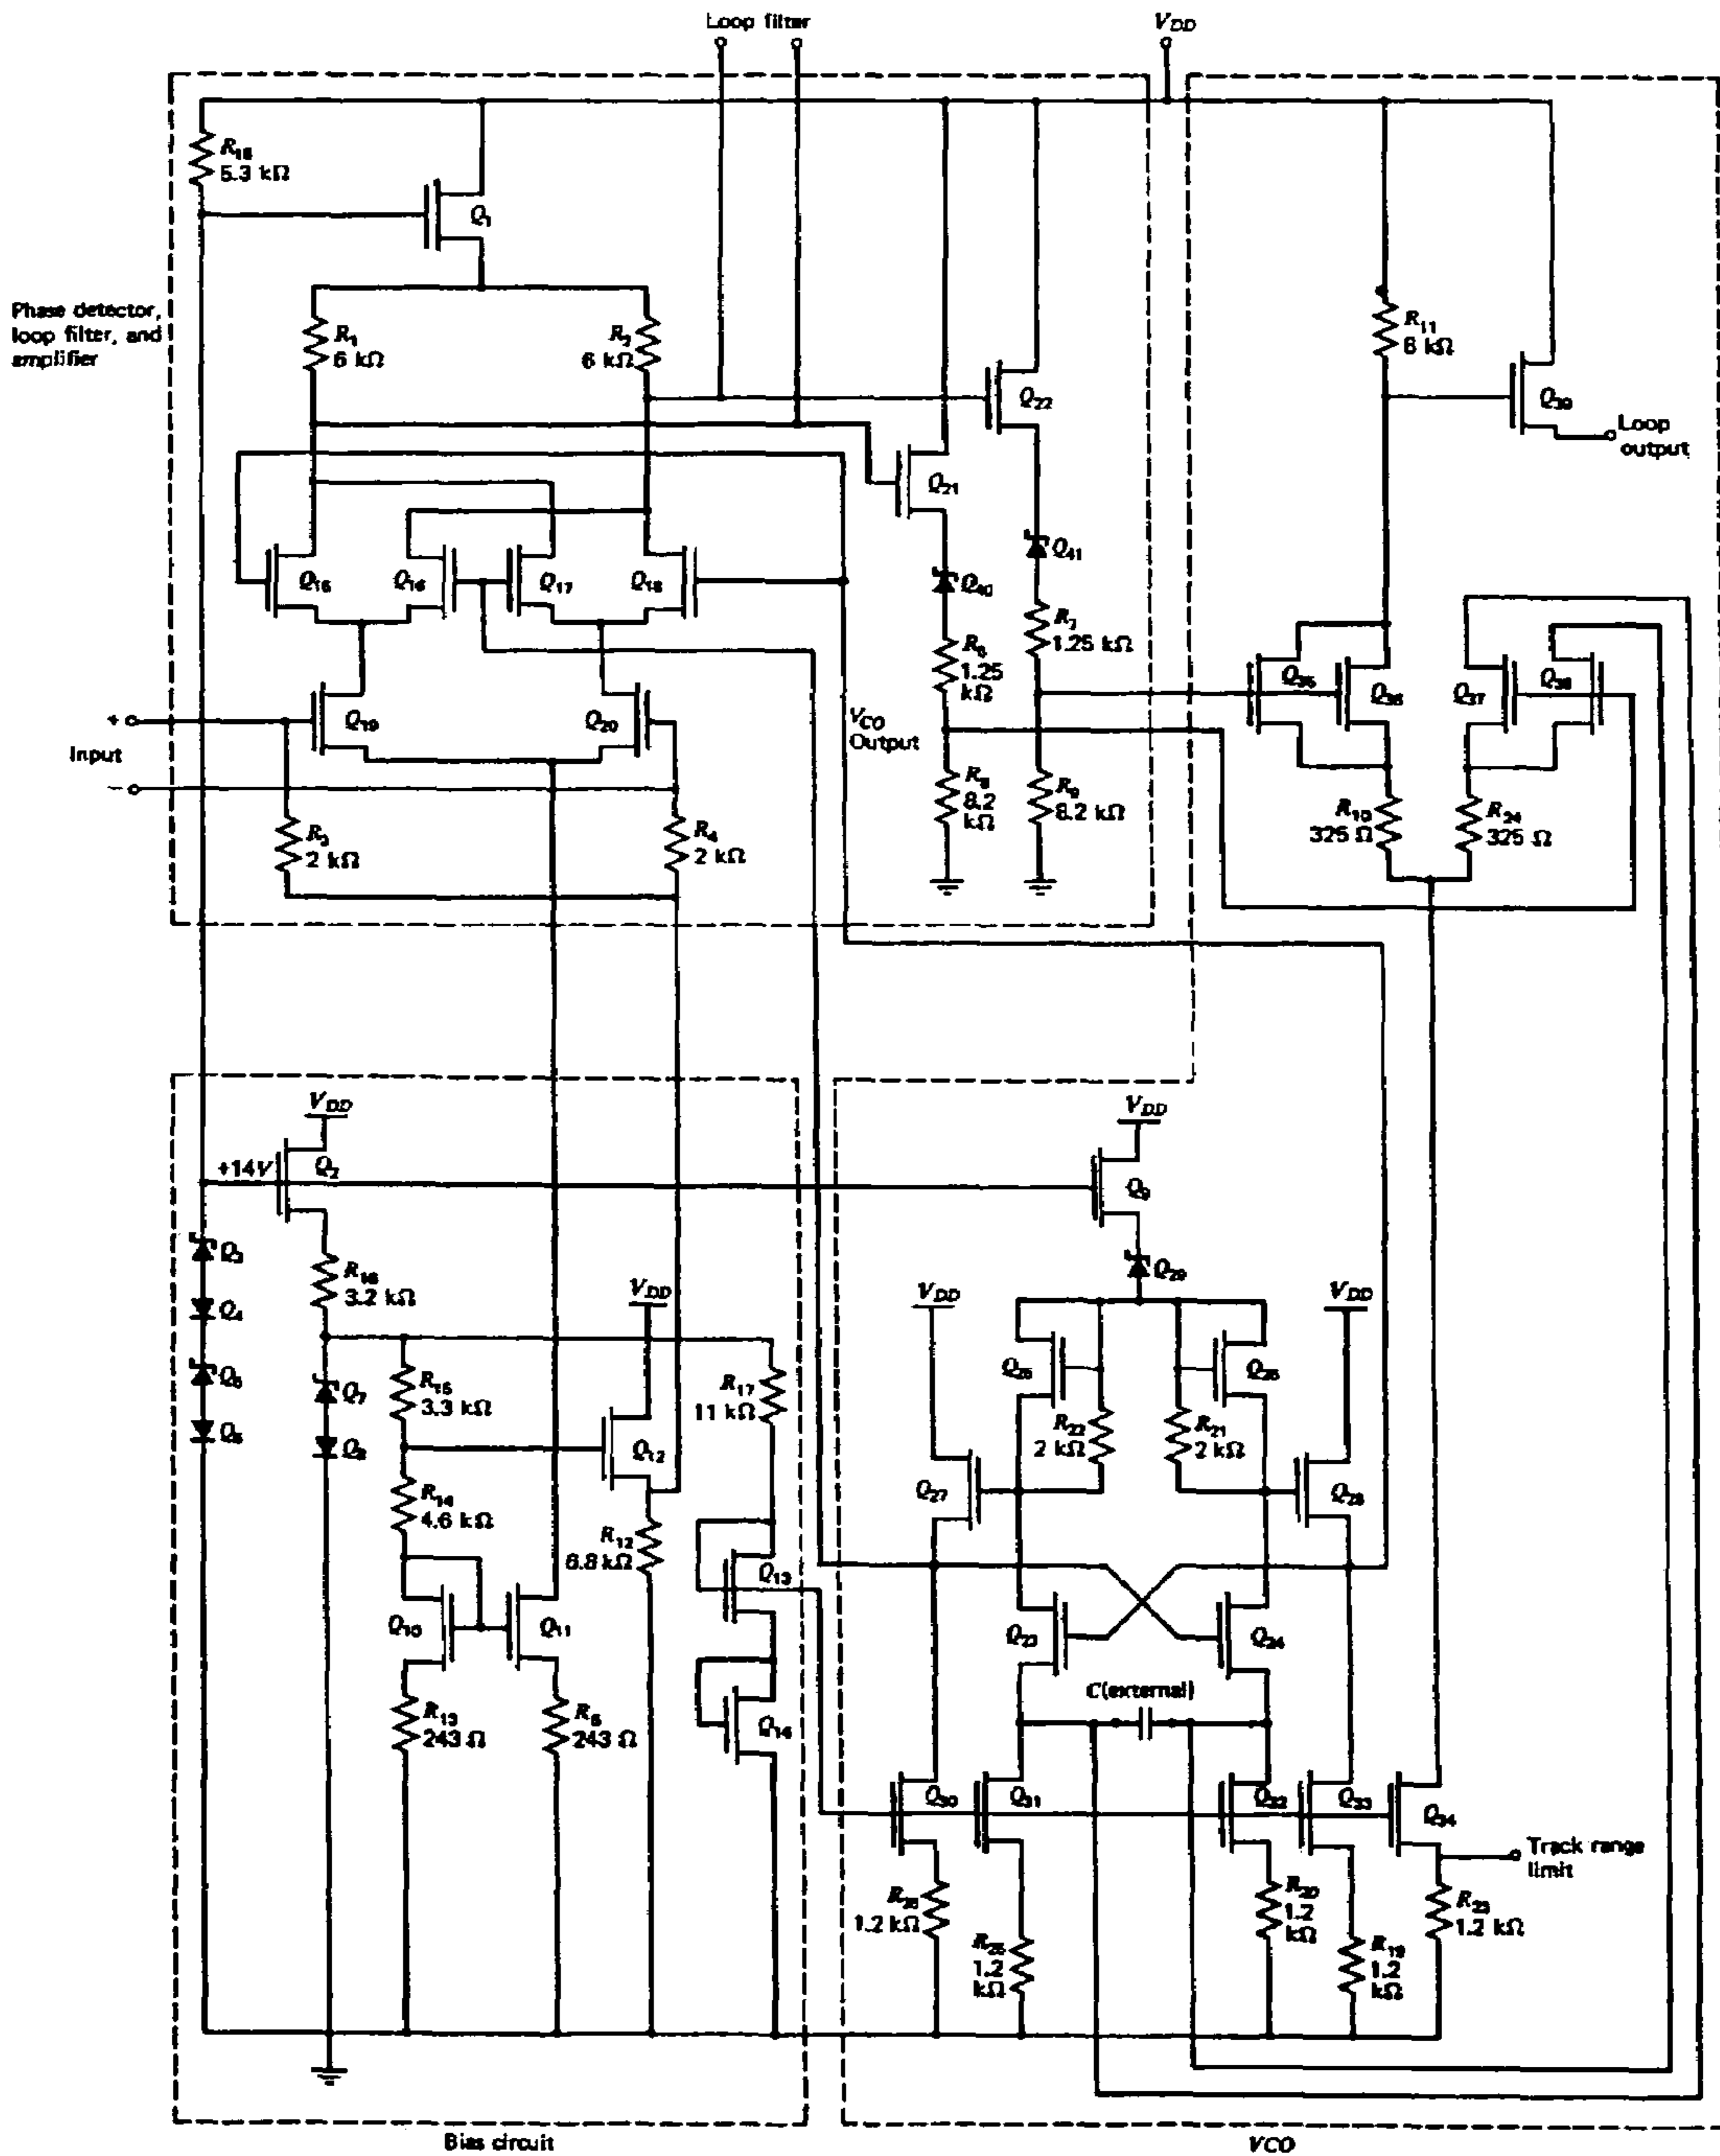 Loop filter
V_DD
R_18
5.3 kΩ
Q_1
Phase detector,
loop filter, and
amplifier
R_1
6 kΩ
R_2
6 kΩ
Q_22
R_11
8 kΩ
Q_39
Loop
output
Q_21
Q_41
Q_15
Q_16
Q_17
Q_18
Q_40
R_7
1.25 kΩ
R_6
1.25
kΩ
Q_35
Q_36
Q_37
Q_38
+
Q_19
Q_20
V_CO
Output
Input
−
R_8
8.2
kΩ
R_9
8.2 kΩ
R_10
325 Ω
R_24
325 Ω
R_3
2 kΩ
R_4
2 kΩ
V_DD
V_DD
+14V
Q_2
Q_9
Q_3
R_16
3.2 kΩ
Q_29
Q_4
V_DD
V_DD
V_DD
Q_6
Q_7
R_15
3.3 kΩ
R_17
11 kΩ
Q_25
Q_26
Q_5
Q_8
Q_12
R_22
2 kΩ
R_21
2 kΩ
R_14
4.6 kΩ
Q_27
Q_28
R_12
6.8 kΩ
Q_13
Q_10
Q_11
Q_23
Q_24
C(external)
R_13
243 Ω
R_5
243 Ω
Q_14
Q_30
Q_31
Q_32
Q_33
Q_34
Track range
limit
1.2 kΩ
R_20
1.2
kΩ
R_23
1.2 kΩ
1.2
kΩ
R_19
1.2
kΩ
Bias circuit
VCO